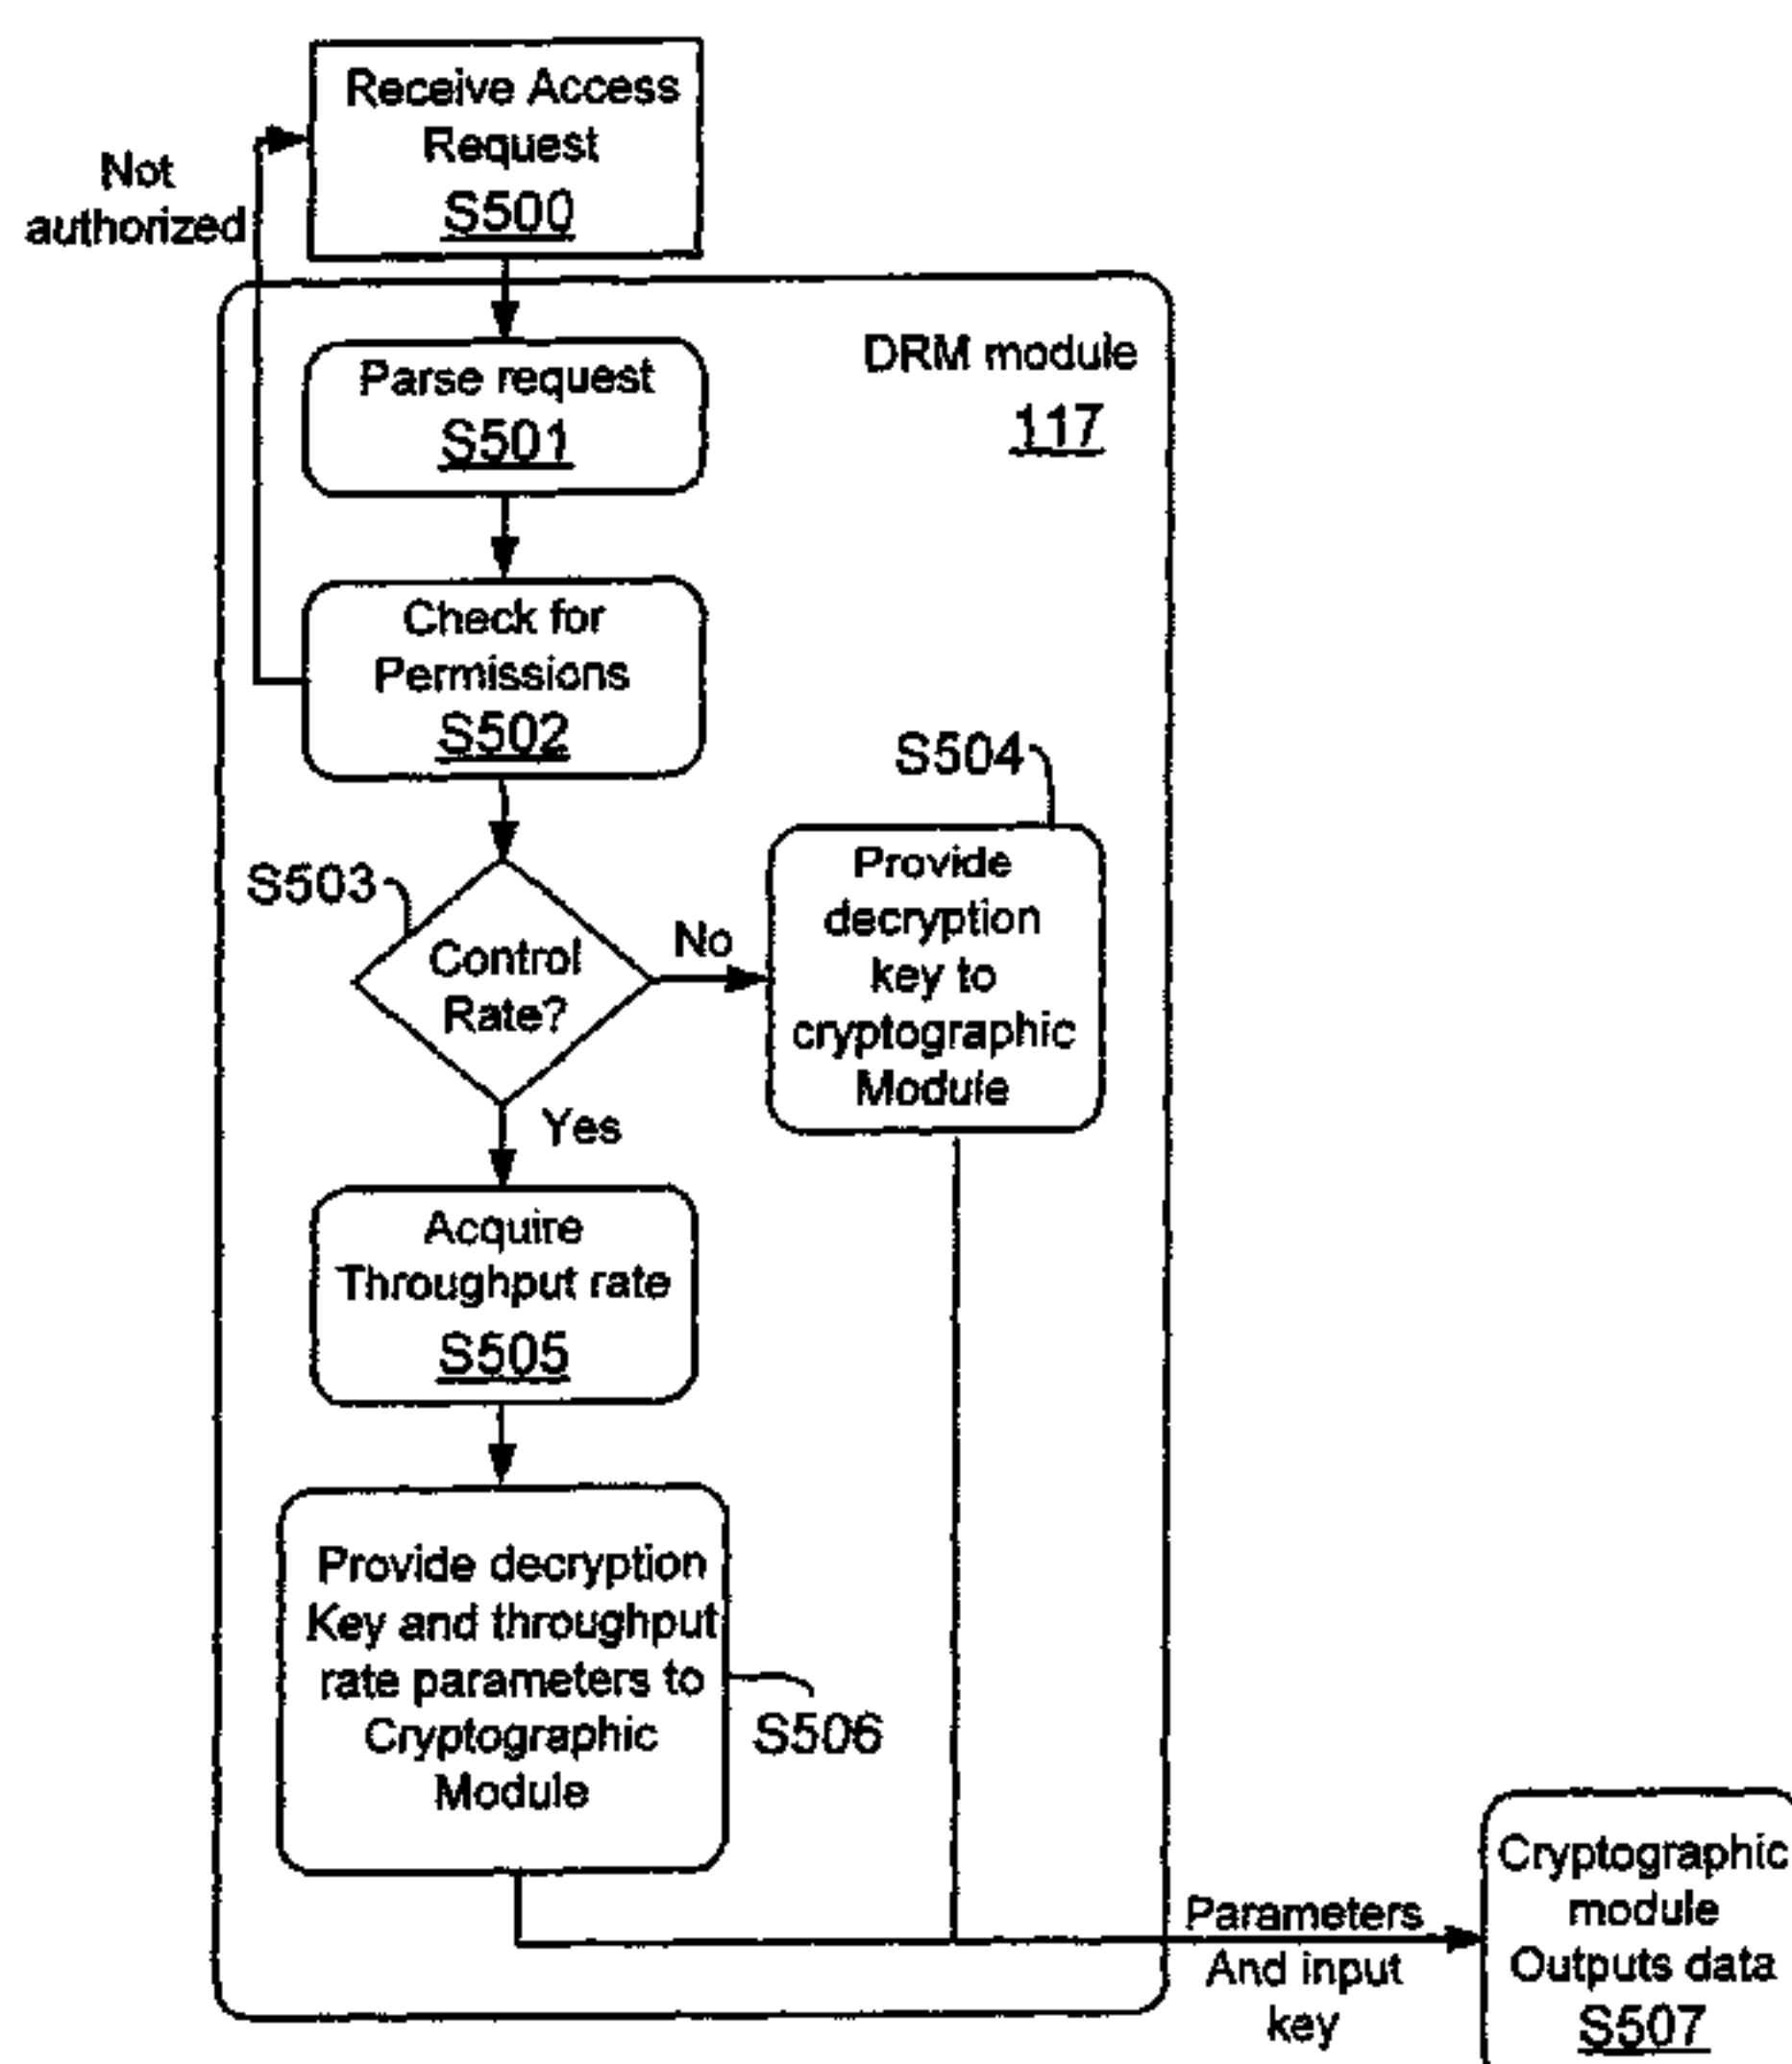 Receive Access
Request
S500
Not
authorized
DRM module
117
Parse request
S501
Check for
Permissions
S502
S503
Control
Rate?
No
Yes
S504
Provide
decryption
key to
cryptographic
Module
Acquire
Throughput rate
S505
Provide decryption
Key and throughput
rate parameters to
Cryptographic
Module
S506
Parameters
And input
key
Cryptographic
module
Outputs data
S507